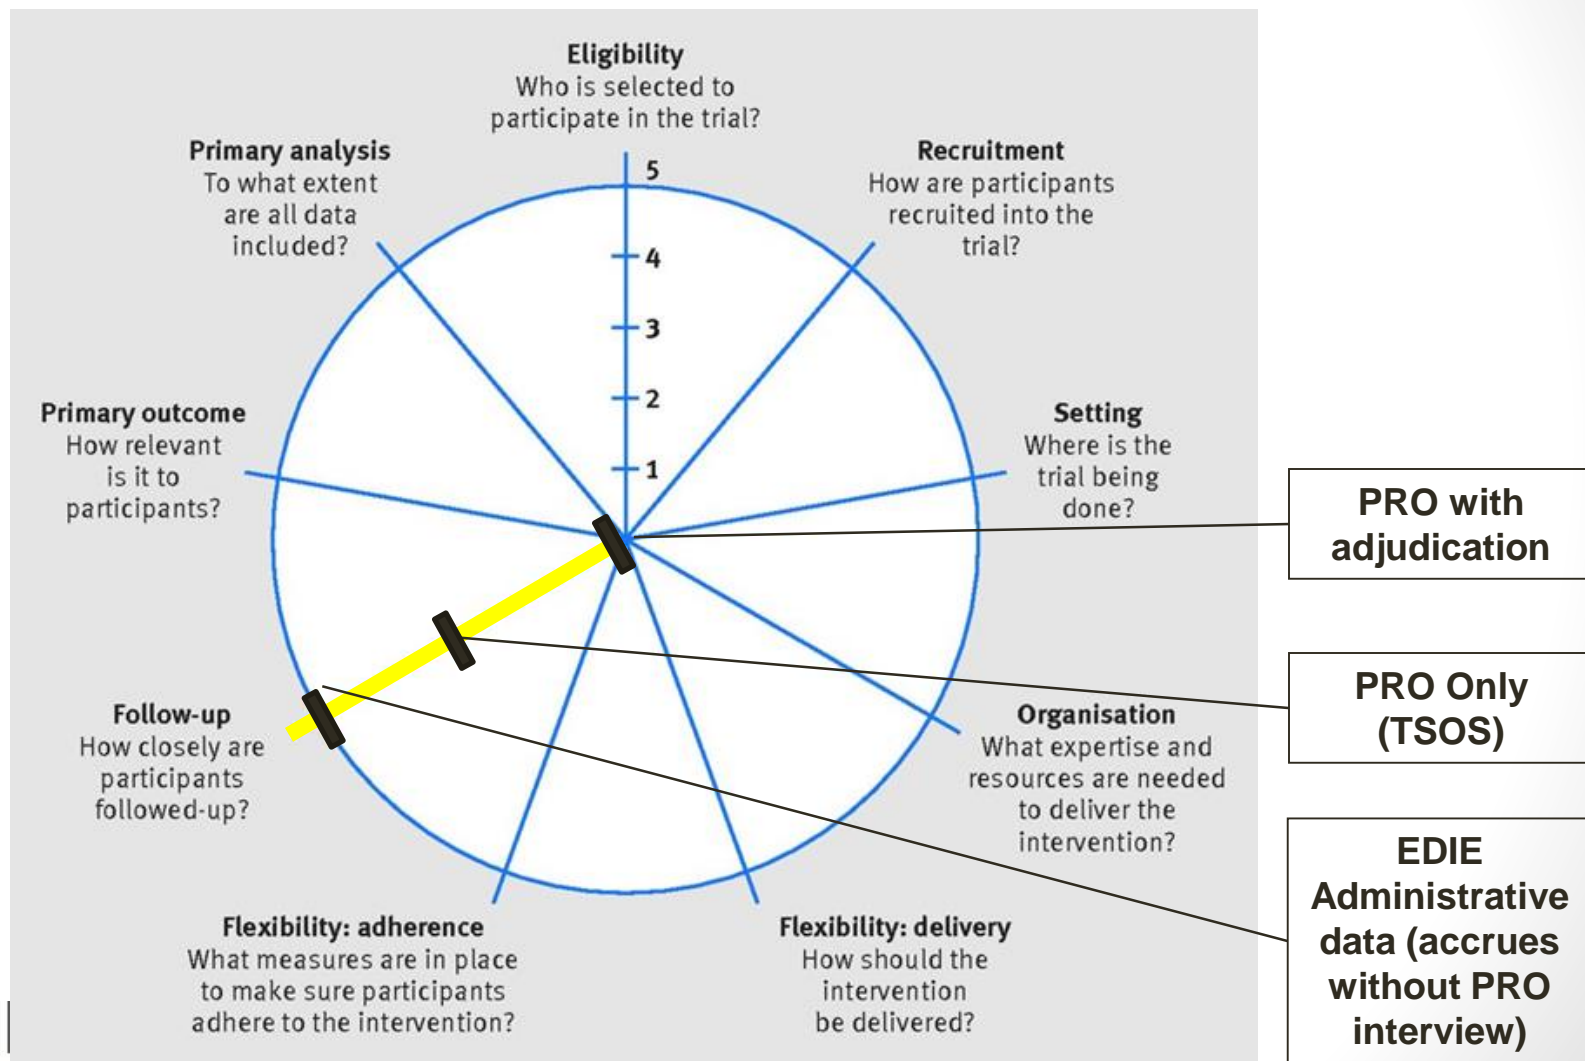 Eligibility
Who is selected to
participate in the trial?
Primary analysis
To what extent
are all data
included?
Recruitment
How are participants
recruited into the
trial?
5
4
3
2
1
Primary outcome
How relevant
is it to
participants?
Setting
Where is the
trial being
done?
PRO with
adjudication
PRO Only
(TSOS)
Follow-up
How closely are
participants
followed-up?
Organisation
What expertise and
resources are needed
to deliver the
intervention?
EDIE
Administrative
data (accrues
without PRO
interview)
Flexibility: adherence
What measures are in place
to make sure participants
adhere to the intervention?
Flexibility: delivery
How should the
intervention
be delivered?